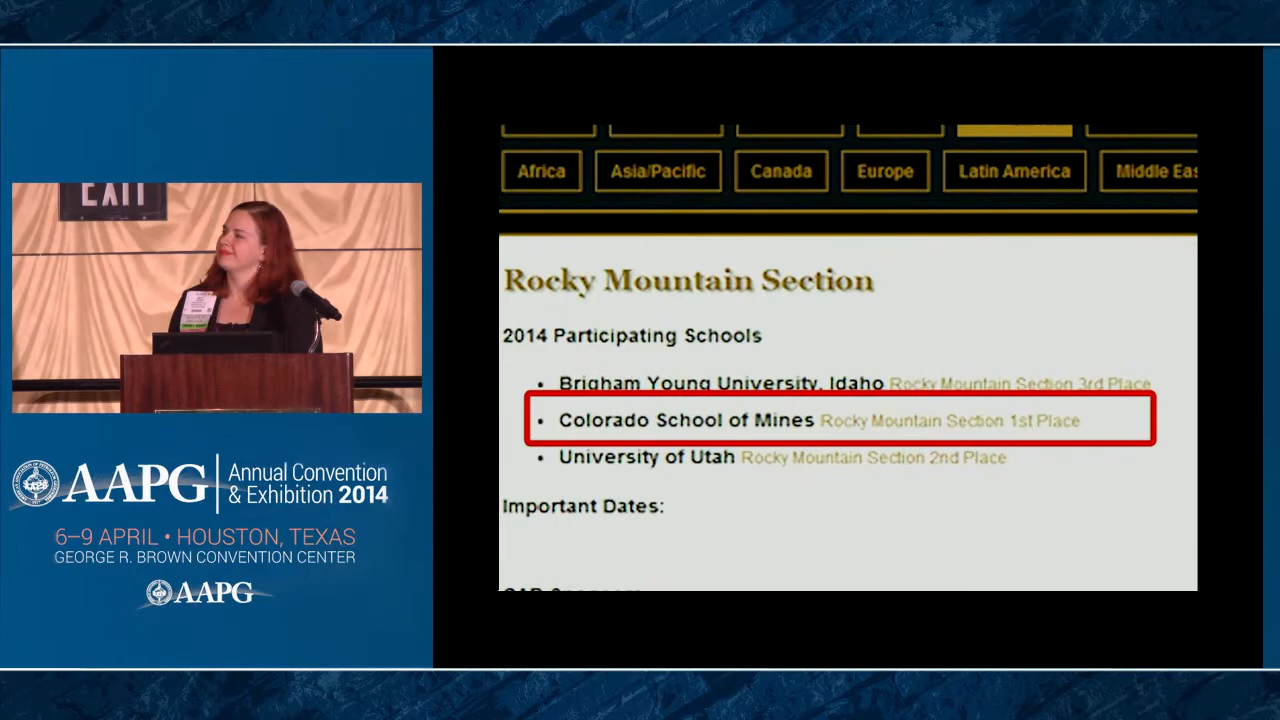 EXIT
AAPG
Annual Convention
& Exhibition 2014
6–9 APRIL • HOUSTON, TEXAS
GEORGE R. BROWN CONVENTION CENTER
AAPG
Africa
Asia/Pacific
Canada
Europe
Latin America
Middle Eas
Rocky Mountain Section
2014 Participating Schools
• Brigham Young University, Idaho Rocky Mountain Section 3rd Place
• Colorado School of Mines Rocky Mountain Section 1st Place
• University of Utah Rocky Mountain Section 2nd Place
Important Dates: